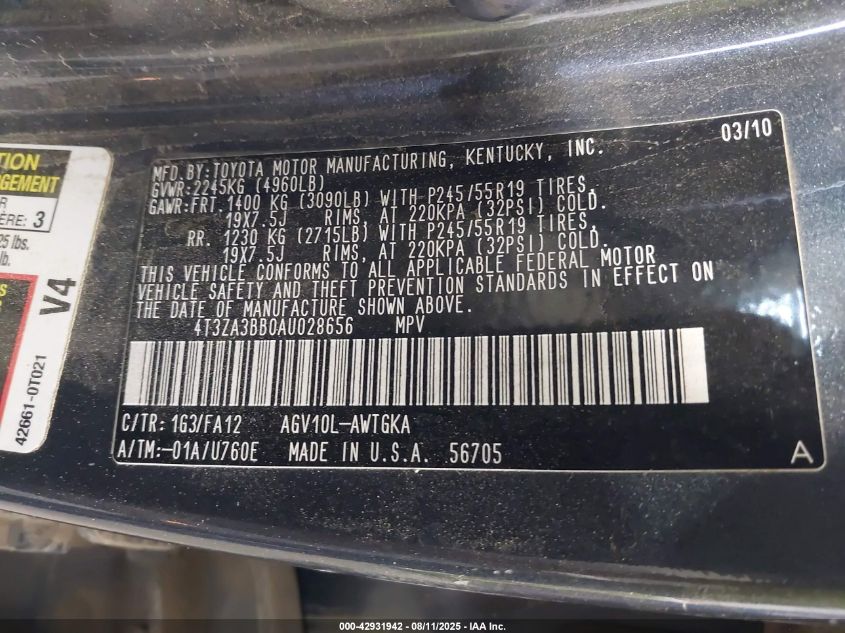 03/10
MFD.BY:TOYOTA MOTOR MANUFACTURING, KENTUCKY, INC.
GVWR:2245KG (4960LB)
GAWR:FRT.1400 KG (3090LB) WITH P245/55R19 TIRES,
19X7.5J RIMS, AT 220KPA (32PSI) COLD.
RR. 1230 KG (2715LB) WITH P245/55R19 TIRES,
19X7.5J RIMS, AT 220KPA (32PSI) COLD.
THIS VEHICLE CONFORMS TO ALL APPLICABLE FEDERAL MOTOR
VEHICLE SAFETY AND THEFT PREVENTION STANDARDS IN EFFECT ON
THE DATE OF MANUFACTURE SHOWN ABOVE.
4T3ZA3BB0AU028656 MPV
C/TR: 1G3/FA12 AGV10L-AWTGKA
A/TM:-01A/U760E MADE IN U.S.A. 56705
A
ÈRE: 3
lb.
V4
42661-0T021
000-42931942 - 08/11/2025 - IAA Inc.